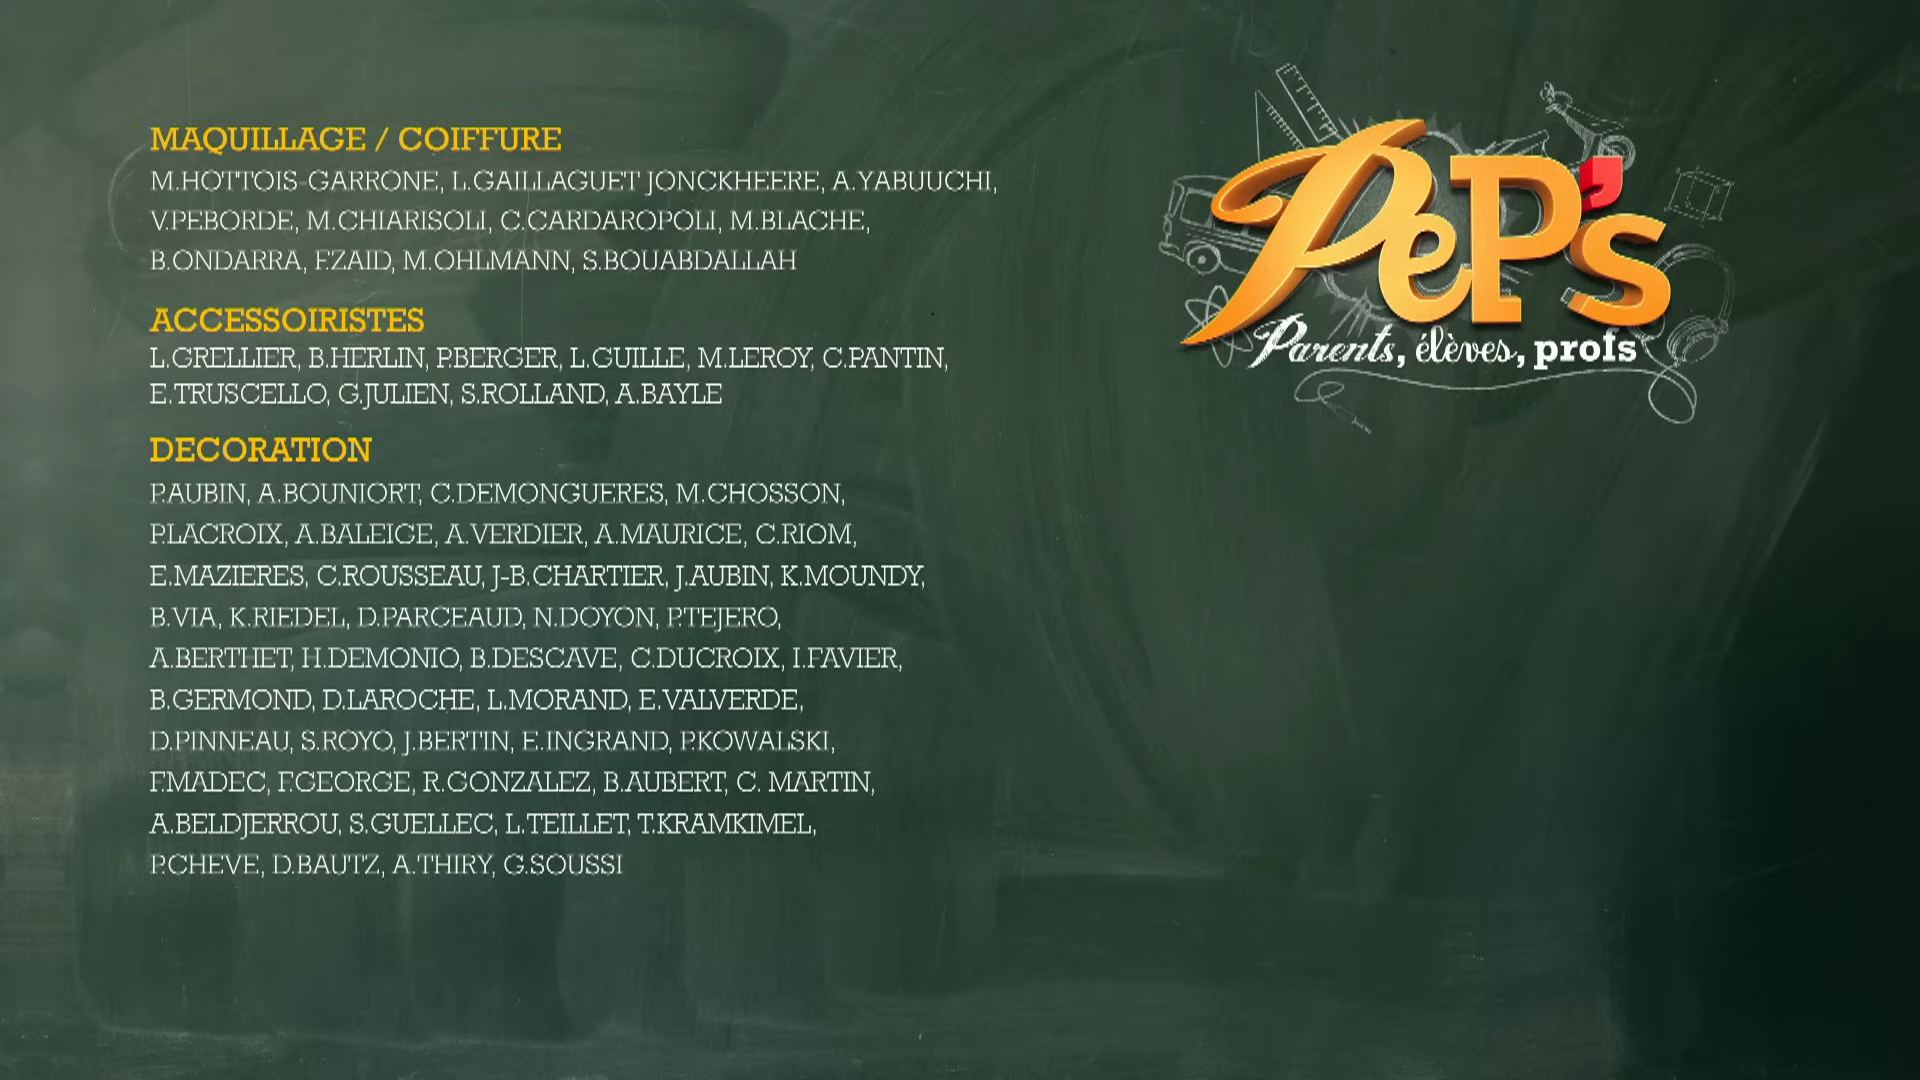 MAQUILLAGE / COIFFURE
M.HOTTOIS-GARRONE, L.GAILLAGUET JONCKHEERE, A.YABUUCHI,
V.PEBORDE, M.CHIARISOLI, C.CARDAROPOLI, M.BLACHE,
B.ONDARRA, F.ZAID, M.OHLMANN, S.BOUABDALLAH
ACCESSOIRISTES
L.GRELLIER, B.HERLIN, P.BERGER, L.GUILLE, M.LEROY, C.PANTIN,
E.TRUSCELLO, G.JULIEN, S.ROLLAND, A.BAYLE
DECORATION
P.AUBIN, A.BOUNIORT, C.DEMONGUERES, M.CHOSSON,
P.LACROIX, A.BALEIGE, A.VERDIER, A.MAURICE, C.RIOM,
E.MAZIERES, C.ROUSSEAU, J-B.CHARTIER, J.AUBIN, K.MOUNDY,
B.VIA, K.RIEDEL, D.PARCEAUD, N.DOYON, P.TEJERO,
A.BERTHET, H.DEMONIO, B.DESCAVE, C.DUCROIX, I.FAVIER,
B.GERMOND, D.LAROCHE, L.MORAND, E.VALVERDE,
D.PINNEAU, S.ROYO, J.BERTIN, E.INGRAND, P.KOWALSKI,
F.MADEC, F.GEORGE, R.GONZALEZ, B.AUBERT, C. MARTIN,
A.BELDJERROU, S.GUELLEC, L.TEILLET, T.KRAMKIMEL,
P.CHEVE, D.BAUTZ, A.THIRY, G.SOUSSI
PeP's
Parents, élèves, profs